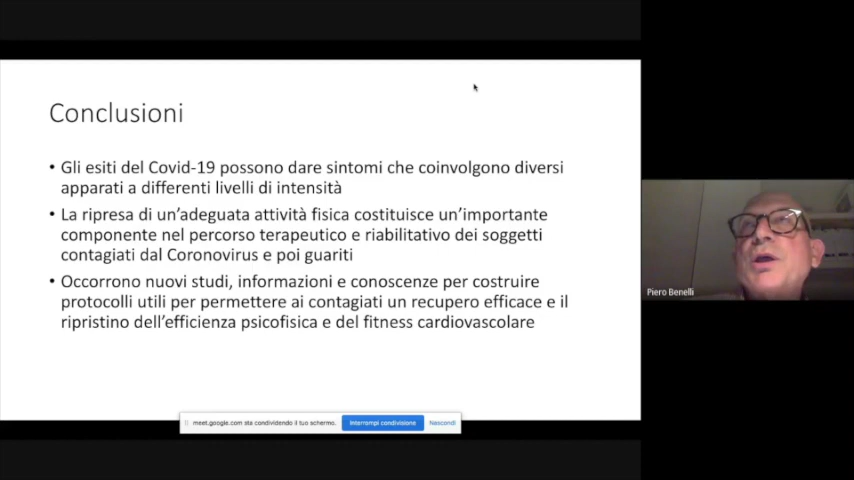 Conclusioni
• Gli esiti del Covid-19 possono dare sintomi che coinvolgono diversi
apparati a differenti livelli di intensità
• La ripresa di un'adeguata attività fisica costituisce un'importante
componente nel percorso terapeutico e riabilitativo dei soggetti
contagiati dal Coronovirus e poi guariti
• Occorrono nuovi studi, informazioni e conoscenze per costruire
protocolli utili per permettere ai contagiati un recupero efficace e il
ripristino dell'efficienza psicofisica e del fitness cardiovascolare
Piero Benelli
meet.google.com sta condividendo il tuo schermo. Interrompi condivisione Nascondi